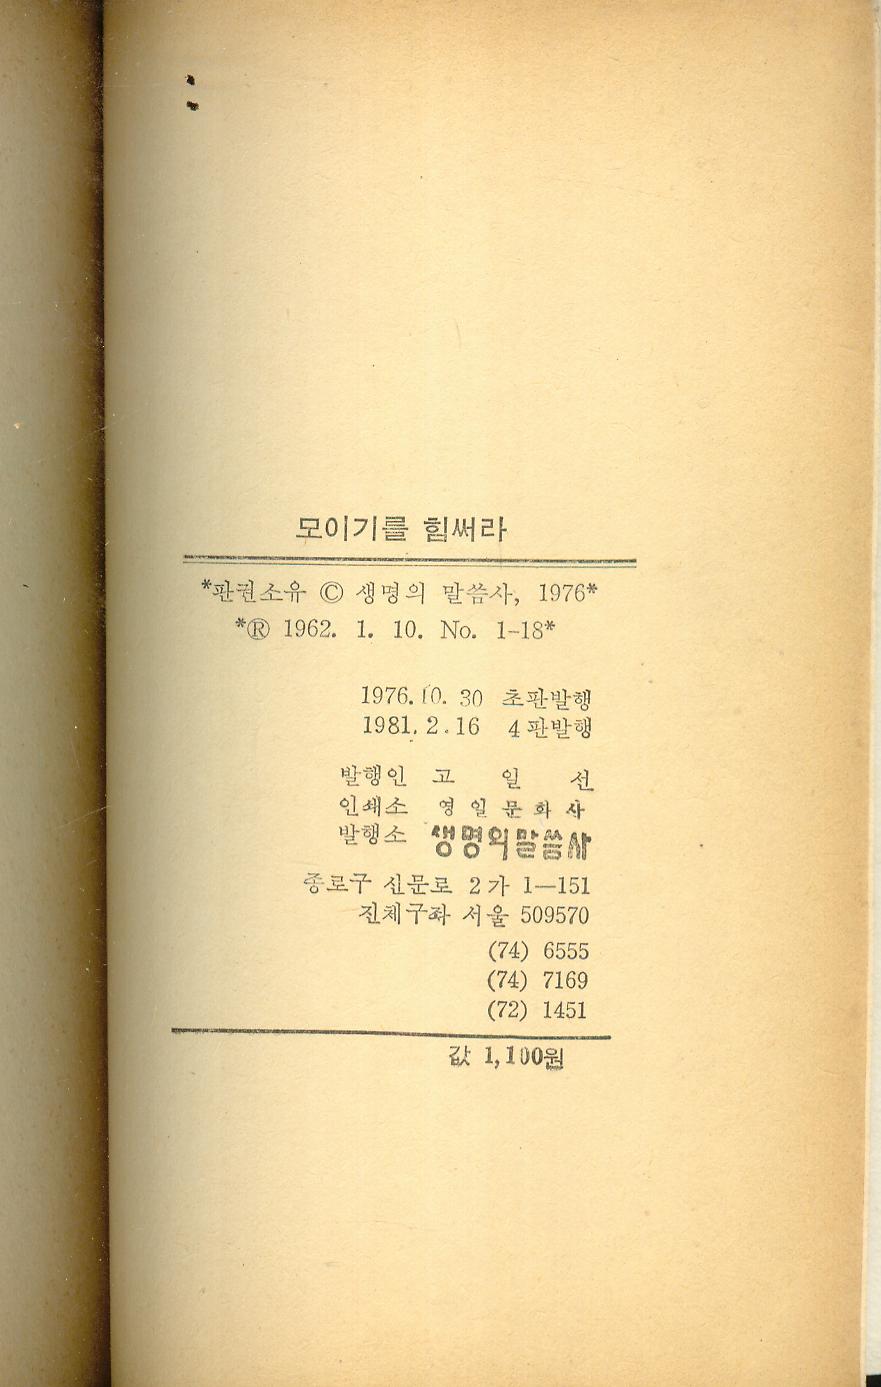 모이기를 힘써라
*판권소유 © 생명의 말씀사, 1976*
*® 1962. 1. 10. No. 1-18*
1976. 10. 30 초판발행
1981. 2. 16 4판발행
발행인 고 일 선
인쇄소 영 일 문 화 사
발행소 생명의말씀사
종로구 신문로 2가 1—151
진체구좌 서울 509570
(74) 6555
(74) 7169
(72) 1451
값 1,100원